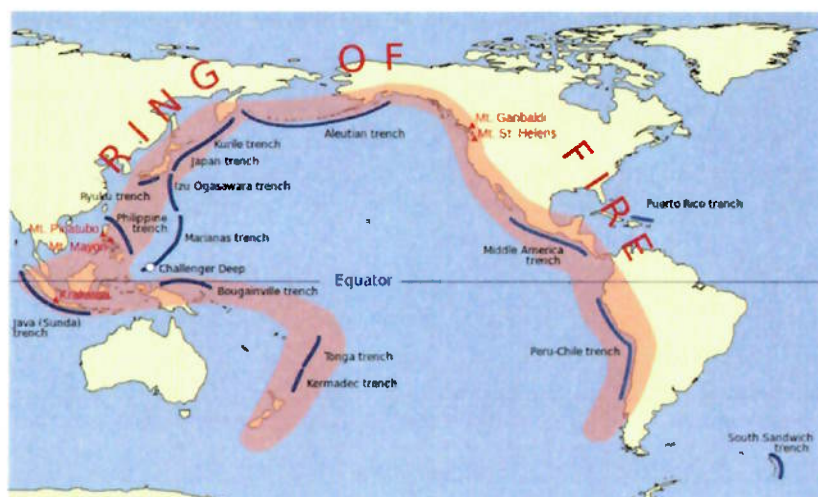 RING OF FIRE
Mt. Garibaldi
Mt. St. Helens
Aleutian trench
Kurile trench
Japan trench
Izu Ogasawara trench
Ryuku trench
Puerto Rico trench
Philippine
trench
Mt. Pinatubo
Mt. Mayon
Marianas trench
Middle America
trench
Challenger Deep
Equator
Krakatoa
Bougainville trench
Java (Sunda)
trench
Tonga trench
Kermadec trench
Peru-Chile trench
South Sandwich
trench